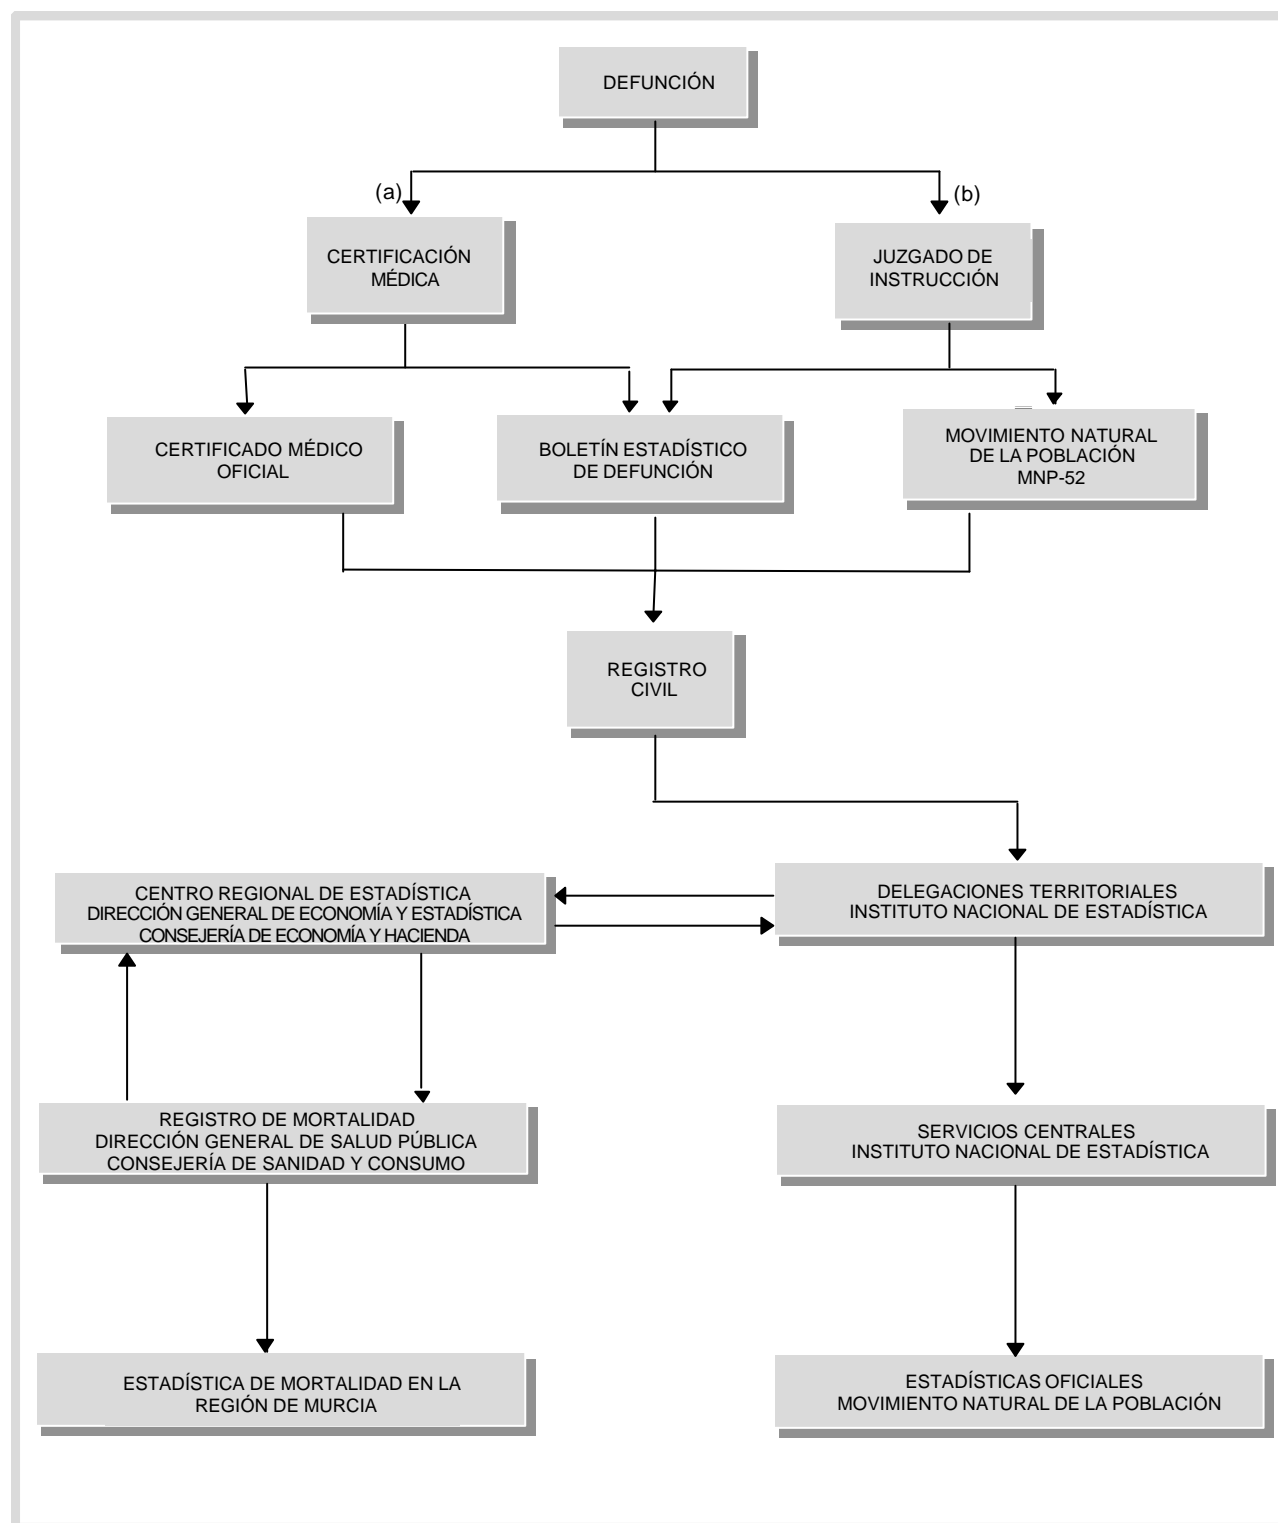 DEFUNCIÓN
(a)
(b)
CERTIFICACIÓN
MÉDICA
JUZGADO DE
INSTRUCCIÓN
CERTIFICADO MÉDICO
OFICIAL
BOLETÍN ESTADÍSTICO
DE DEFUNCIÓN
MOVIMIENTO NATURAL
DE LA POBLACIÓN
MNP-52
REGISTRO
CIVIL
CENTRO REGIONAL DE ESTADÍSTICA
DIRECCIÓN GENERAL DE ECONOMÍA Y ESTADÍSTICA
CONSEJERÍA DE ECONOMÍA Y HACIENDA
DELEGACIONES TERRITORIALES
INSTITUTO NACIONAL DE ESTADÍSTICA
REGISTRO DE MORTALIDAD
DIRECCIÓN GENERAL DE SALUD PÚBLICA
CONSEJERÍA DE SANIDAD Y CONSUMO
SERVICIOS CENTRALES
INSTITUTO NACIONAL DE ESTADÍSTICA
ESTADÍSTICA DE MORTALIDAD EN LA
REGIÓN DE MURCIA
ESTADÍSTICAS OFICIALES
MOVIMIENTO NATURAL DE LA POBLACIÓN